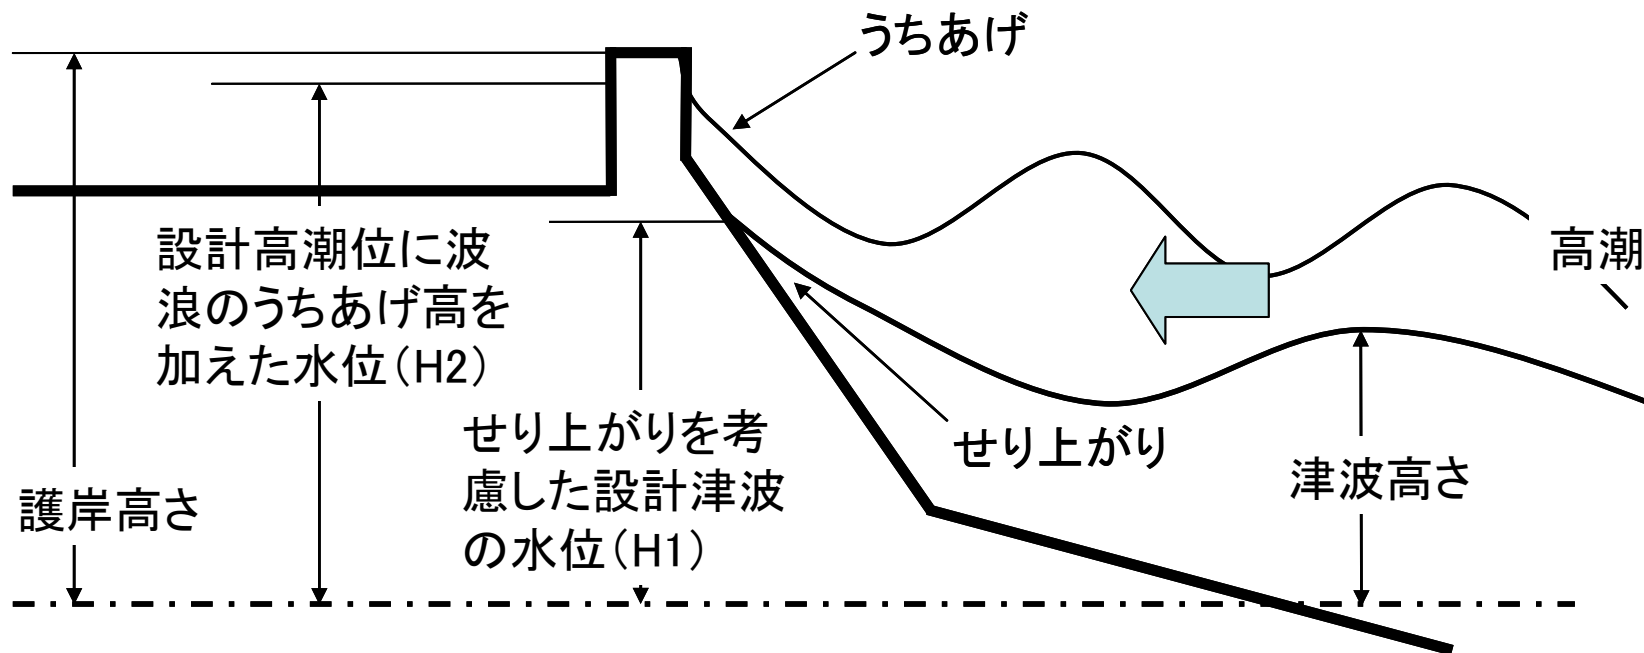 うちあげ
設計高潮位に波
浪のうちあげ高を
加えた水位(H2)
高潮
せり上がりを考
慮した設計津波
の水位(H1)
せり上がり
津波高さ
護岸高さ